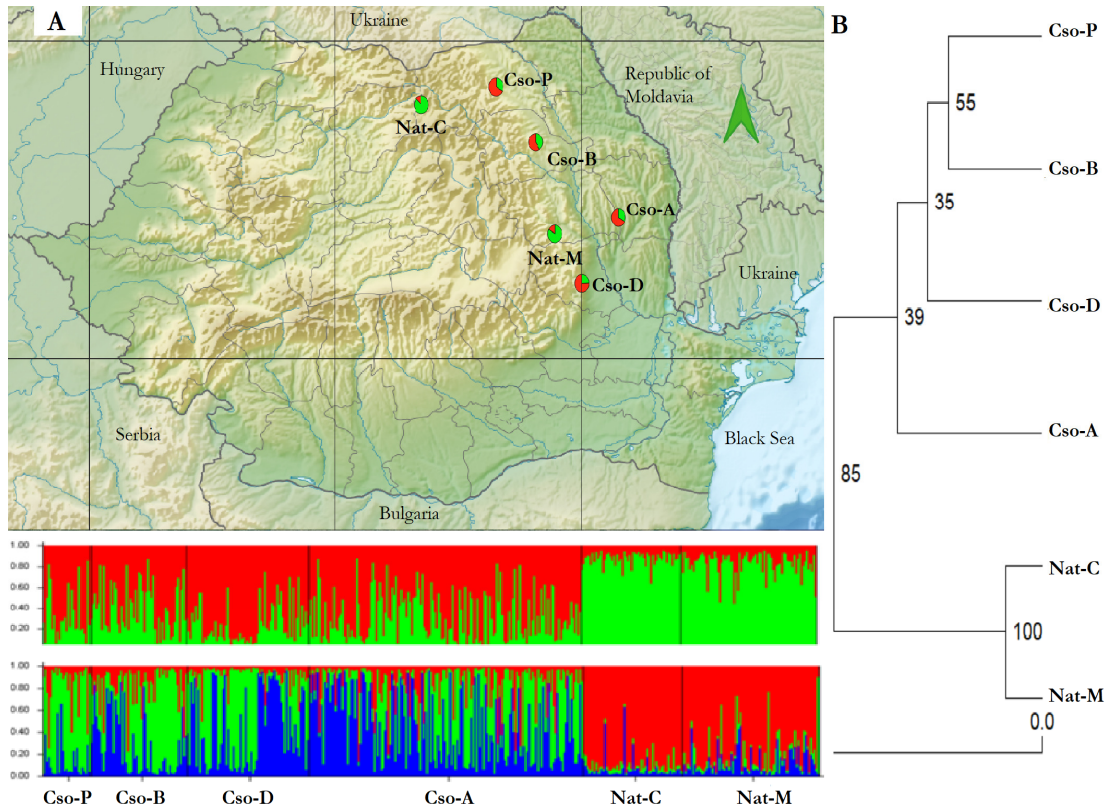 A
Ukraine
Hungary
Republic of
Moldavia
Cso-P
Nat-C
Cso-B
Cso-A
Nat-M
Cso-D
Ukraine
Serbia
Black Sea
Bulgaria
B
Cso-P
55
Cso-B
35
Cso-D
39
Cso-A
85
Nat-C
100
Nat-M
0.0
1.00
0.80
0.60
0.40
0:20
1.00
0.80
0.60
0.40
0.20
0.00
Cso-P Cso-B Cso-D Cso-A Nat-C Nat-M